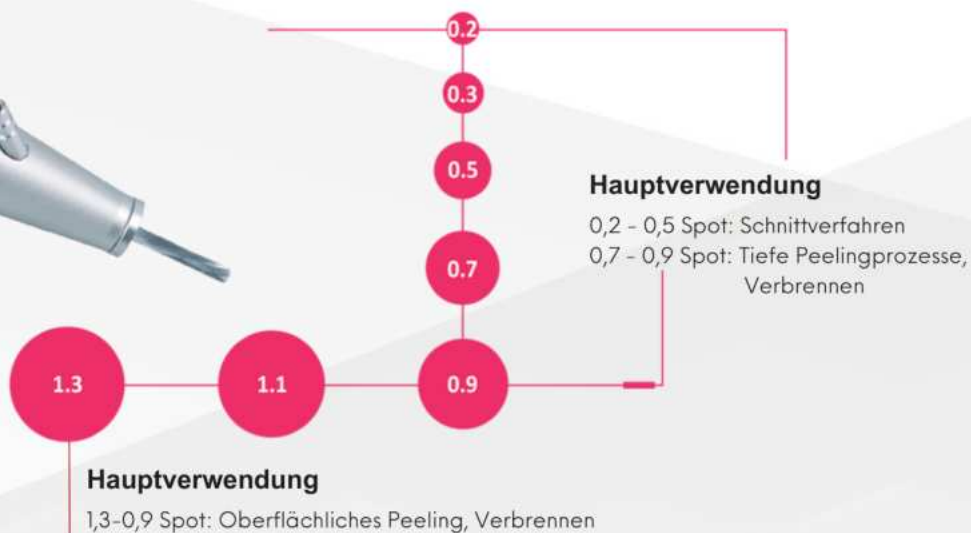 0.2
0.3
0.5
Hauptverwendung
0,2 - 0,5 Spot: Schnittverfahren
0,7 - 0,9 Spot: Tiefe Peelingprozesse,
Verbrennen
0.7
1.3
1.1
0.9
Hauptverwendung
1,3-0,9 Spot: Oberflächliches Peeling, Verbrennen